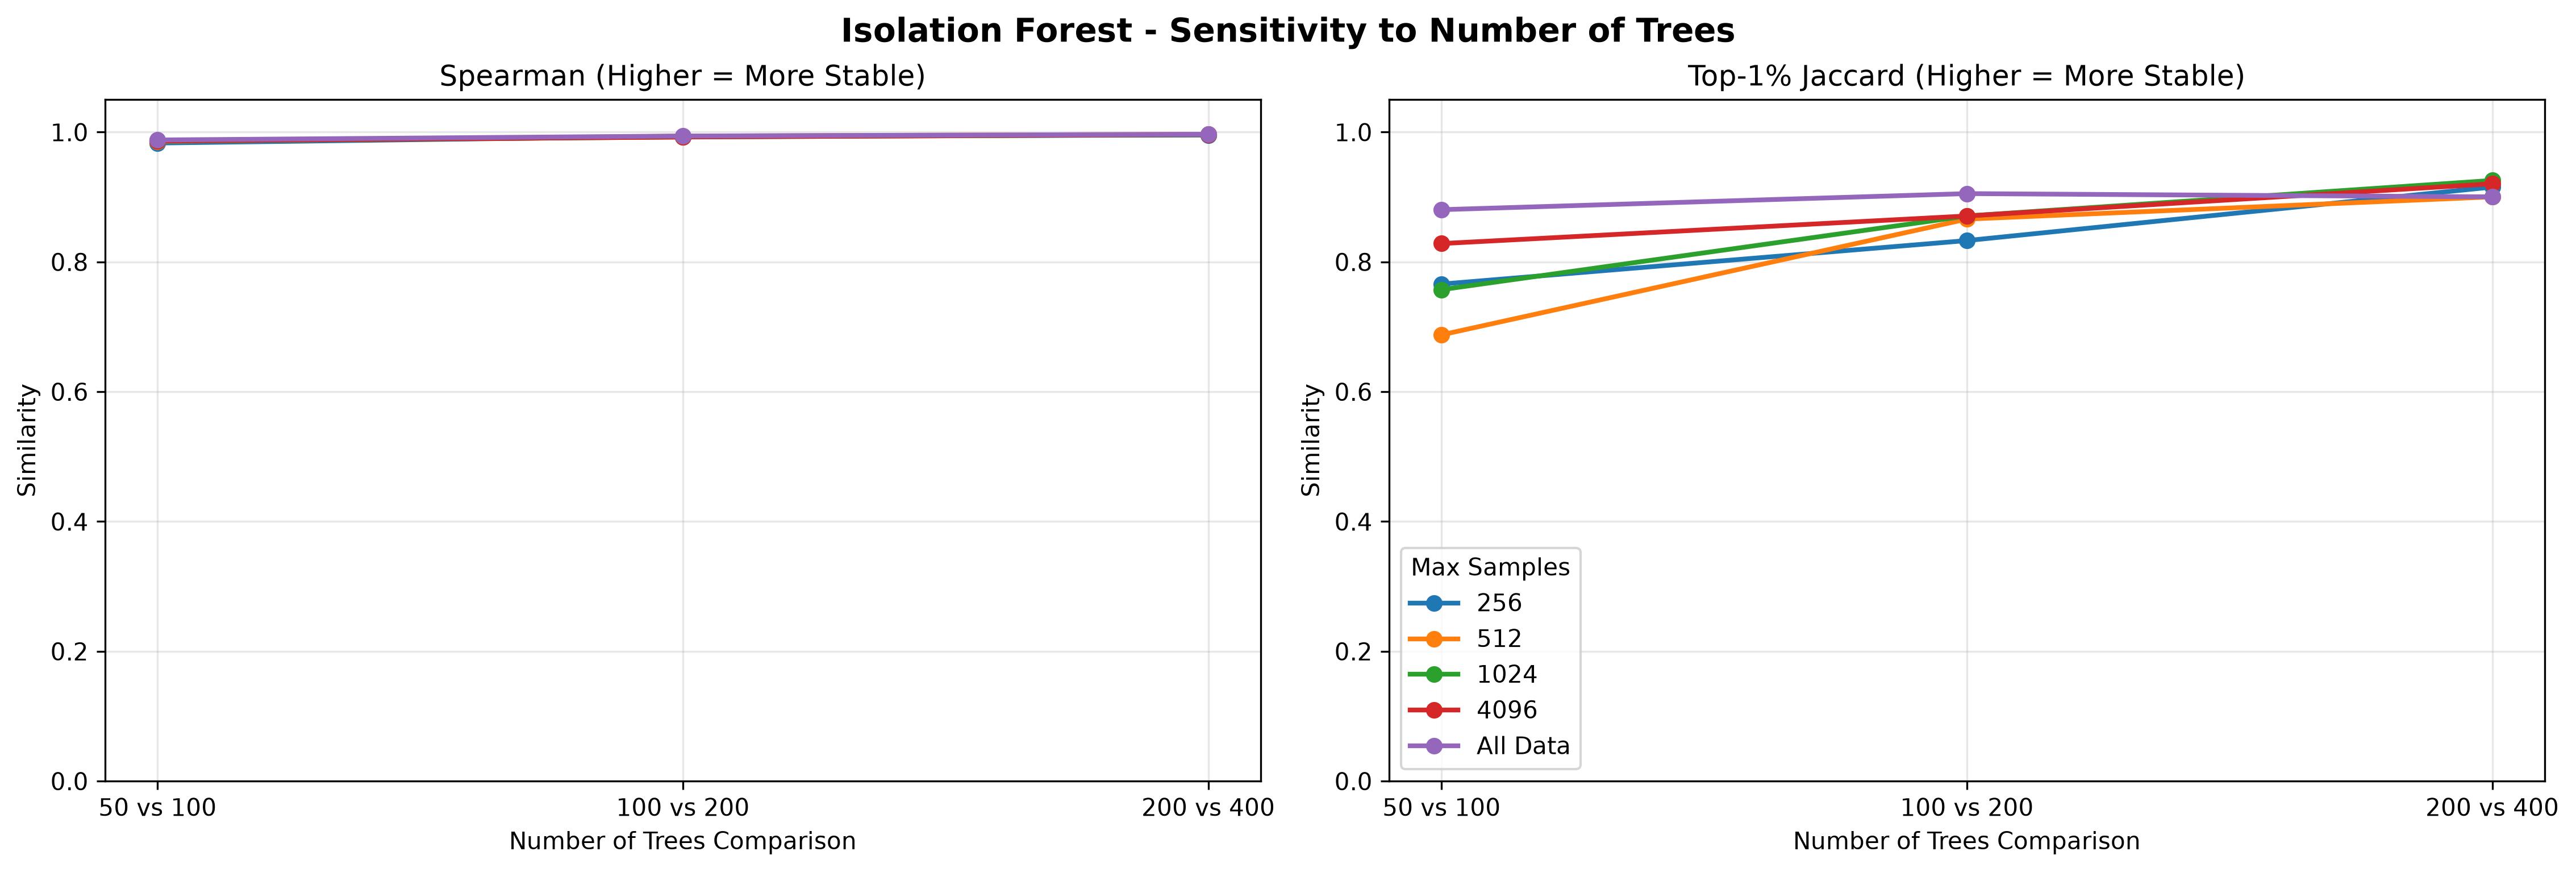 Isolation Forest - Sensitivity to Number of Trees
Spearman (Higher = More Stable)
1.0
0.8
0.6
0.4
0.2
0.0
Similarity
50 vs 100
100 vs 200
200 vs 400
Number of Trees Comparison
Top-1% Jaccard (Higher = More Stable)
1.0
0.8
0.6
0.4
0.2
0.0
Similarity
Max Samples
256
512
1024
4096
All Data
50 vs 100
100 vs 200
200 vs 400
Number of Trees Comparison